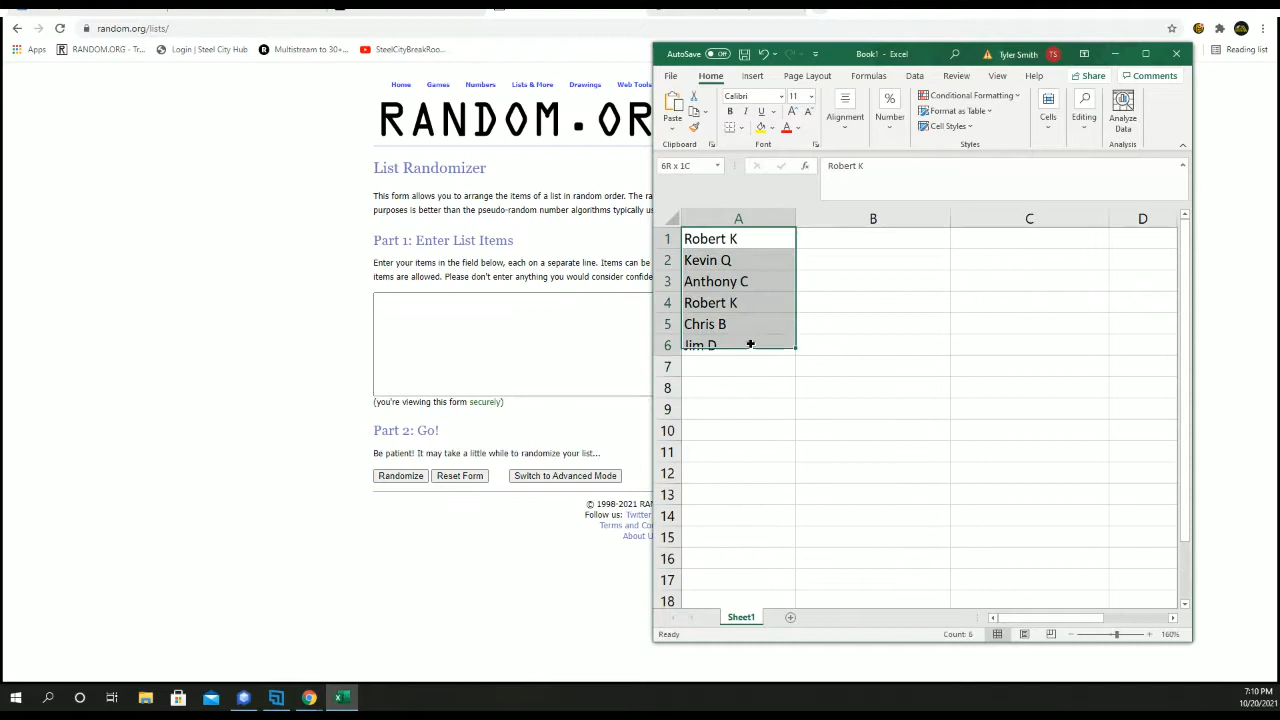 random.org/lists/
Apps
RANDOM.ORG - Tr...
Login | Steel City Hub
Multistream to 30+...
SteelCityBreakRoo...
Reading list
Home
Games
Numbers
Lists & More
Drawings
Web Tools
RANDOM.OR
List Randomizer
This form allows you to arrange the items of a list in random order. The ra
purposes is better than the pseudo-random number algorithms typically us
Part 1: Enter List Items
Enter your items in the field below, each on a separate line. Items can be
items are allowed. Please don't enter anything you would consider confide
(you're viewing this form securely)
Part 2: Go!
Be patient! It may take a little while to randomize your list...
Randomize
Reset Form
Switch to Advanced Mode
© 1998-2021 RA
Follow us: Twitter
Terms and Con
About U
AutoSave
Off
Book1 - Excel
Tyler Smith
TS
File
Home
Insert
Page Layout
Formulas
Data
Review
View
Help
Share
Comments
Paste
Calibri
11
B I U
Alignment
Number
Conditional Formatting
Format as Table
Cell Styles
Cells
Editing
Analyze
Data
Clipboard
Font
Styles
Analysis
6R x 1C
fx
Robert K
A B C D
1 Robert K
2 Kevin Q
3 Anthony C
4 Robert K
5 Chris B
6 Jim D
7
8
9
10
11
12
13
14
15
16
17
18
Sheet1
Ready
Count: 6
160%
7:10 PM
10/20/2021